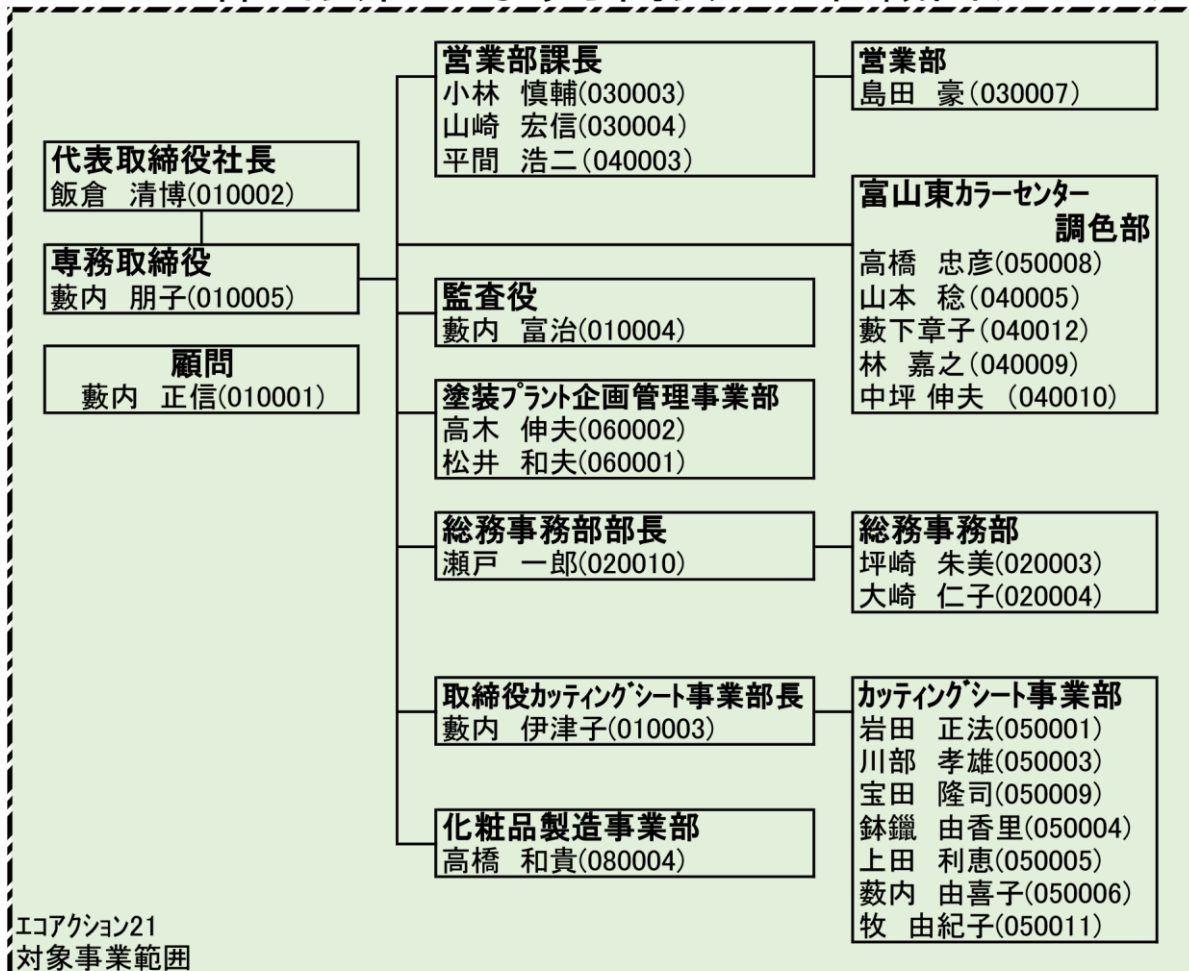 代表取締役社長
飯倉 清博(010002)
専務取締役
藪内 朋子(010005)
顧問
藪内 正信(010001)
営業部課長
小林 慎輔(030003)
山崎 宏信(030004)
平間 浩二(040003)
営業部
島田 豪(030007)
富山東カラーセンター
調色部
高橋 忠彦(050008)
山本 稔(040005)
藪下章子(040012)
林 嘉之(040009)
中坪 伸夫 (040010)
監査役
藪内 富治(010004)
塗装プラント企画管理事業部
高木 伸夫(060002)
松井 和夫(060001)
総務事務部部長
瀬戸 一郎(020010)
総務事務部
坪崎 朱美(020003)
大崎 仁子(020004)
取締役カッティングシート事業部長
藪内 伊津子(010003)
カッティングシート事業部
岩田 正法(050001)
川部 孝雄(050003)
宝田 隆司(050009)
鉢鑞 由香里(050004)
上田 利恵(050005)
薮内 由喜子(050006)
牧 由紀子(050011)
化粧品製造事業部
高橋 和貴(080004)
エコアクション21
対象事業範囲